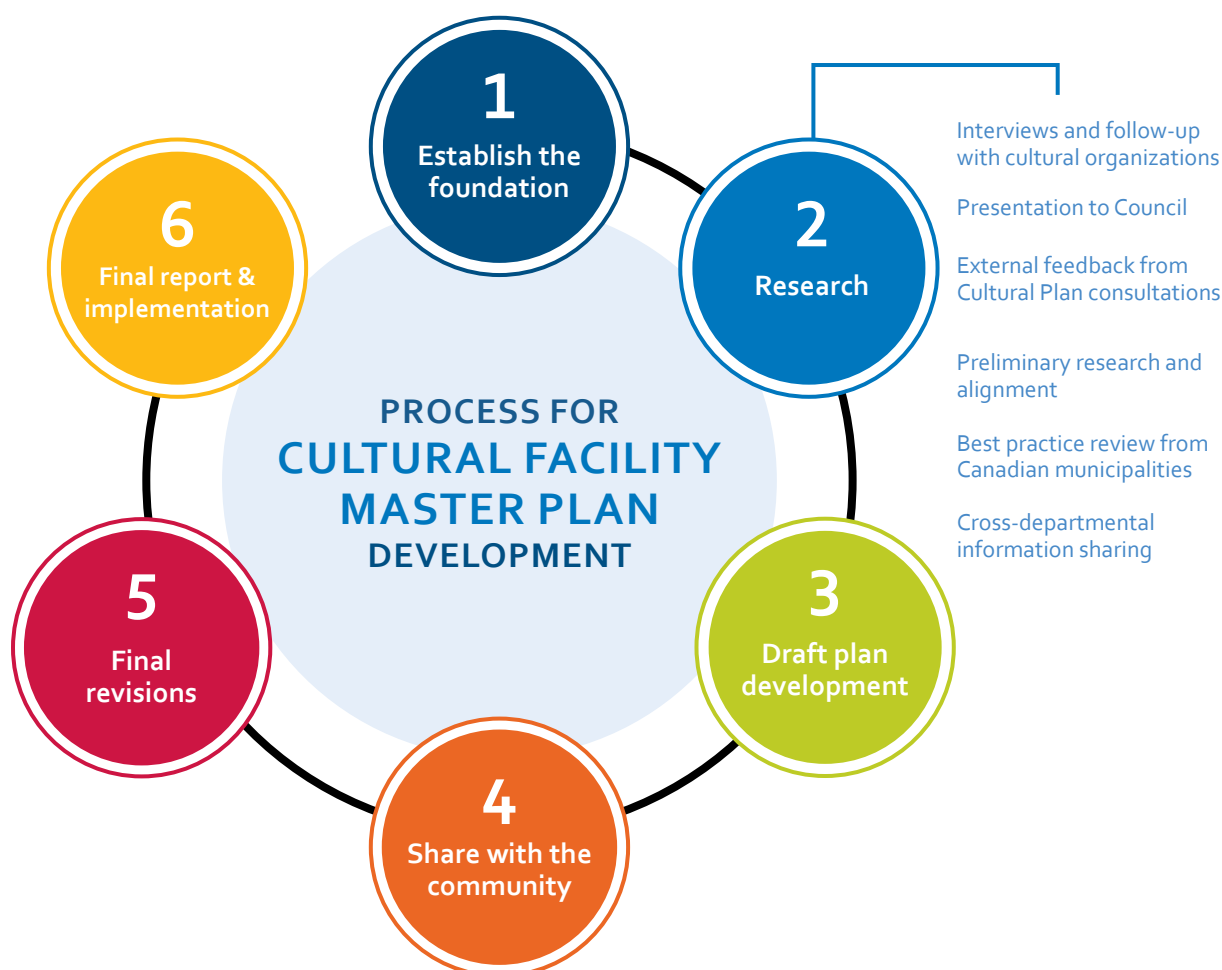 PROCESS FOR
CULTURAL FACILITY
MASTER PLAN
DEVELOPMENT
1
Establish the
foundation
2
Research
Interviews and follow-up
with cultural organizations
Presentation to Council
External feedback from
Cultural Plan consultations
Preliminary research and
alignment
Best practice review from
Canadian municipalities
Cross-departmental
information sharing
3
Draft plan
development
4
Share with the
community
5
Final
revisions
6
Final report &
implementation